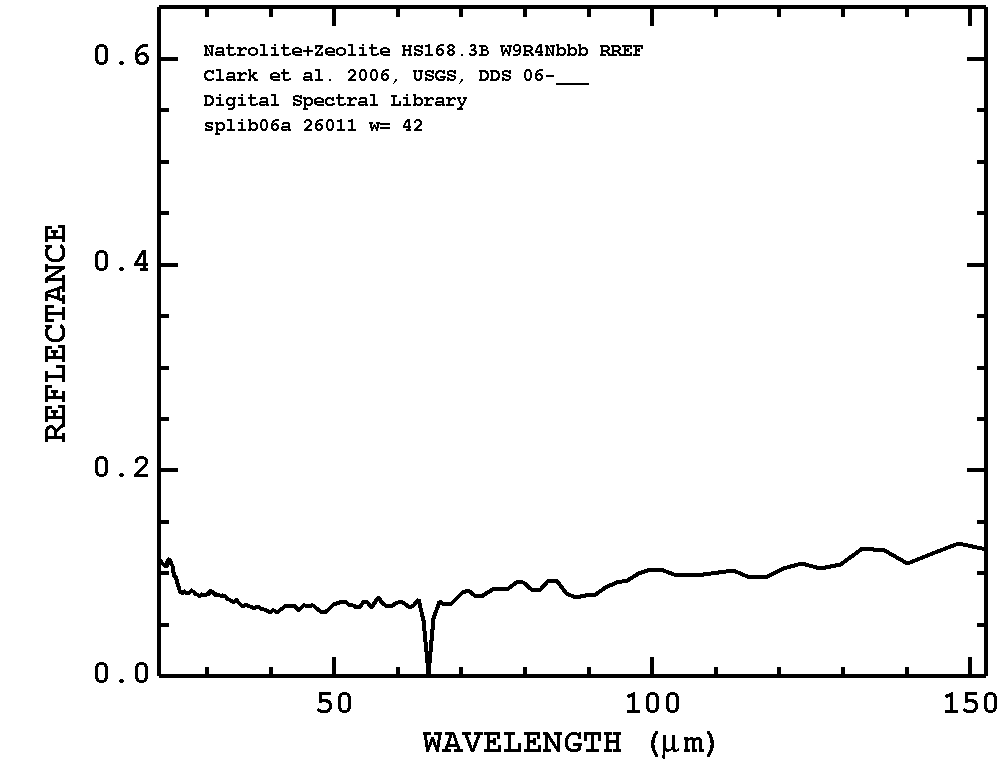 Natrolite+Zeolite HS168.3B W9R4Nbbb RREF
Clark et al. 2006, USGS, DDS 06-___
Digital Spectral Library
splib06a 26011 w= 42
REFLECTANCE
0.6
0.4
0.2
0.0
50
100
150
WAVELENGTH (μm)